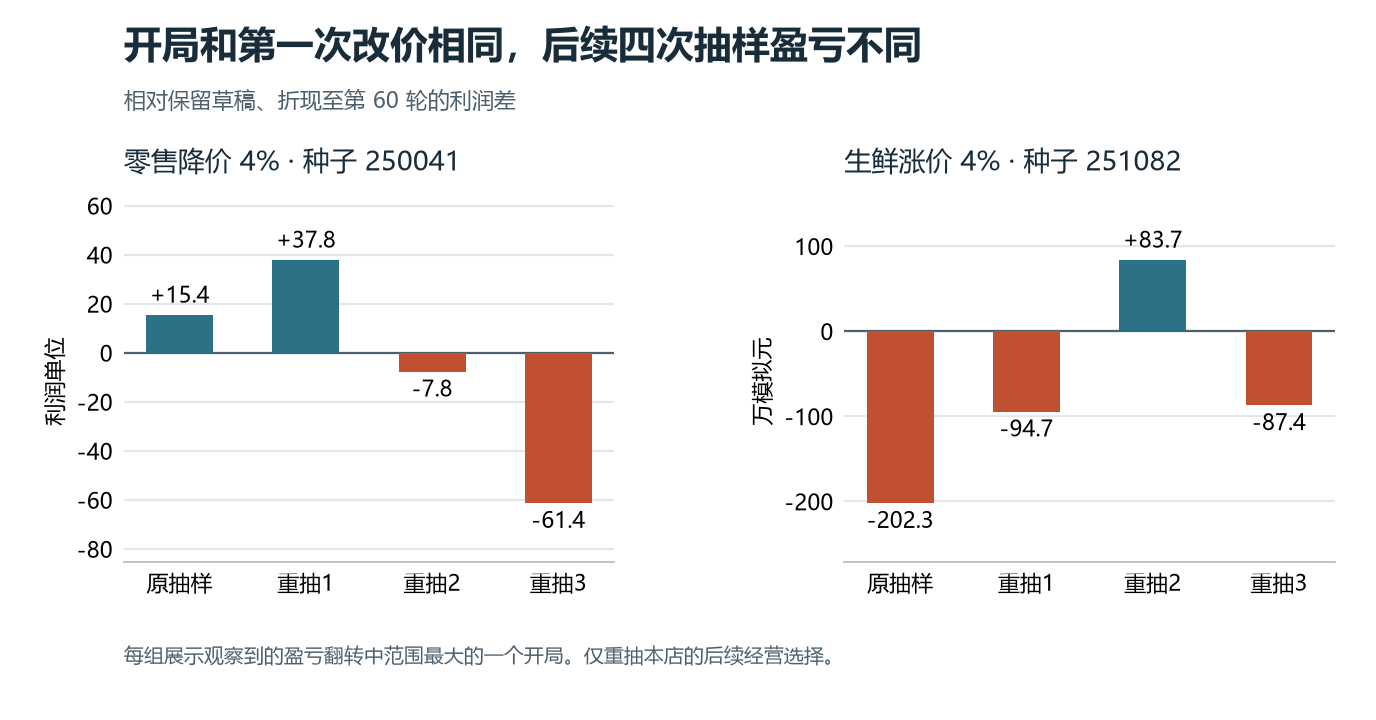 开局和第一次改价相同，后续四次抽样盈亏不同
相对保留草稿、折现至第 60 轮的利润差
零售降价 4% · 种子 250041
利润单位
60
40
20
0
-20
-40
-60
-80
+15.4
+37.8
-7.8
-61.4
原抽样
重抽1
重抽2
重抽3
生鲜涨价 4% · 种子 251082
万模拟元
100
0
-100
-200
-202.3
-94.7
+83.7
-87.4
原抽样
重抽1
重抽2
重抽3
每组展示观察到的盈亏翻转中范围最大的一个开局。仅重抽本店的后续经营选择。